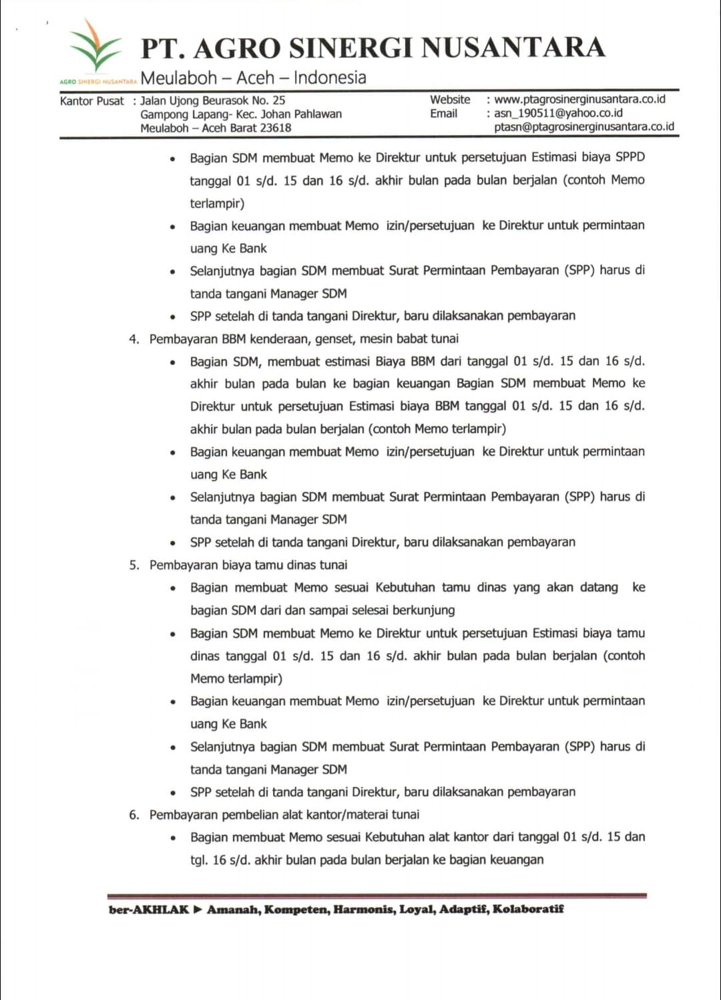 PT. AGRO SINERGI NUSANTARA
AGRO SINERGI NUSANTARA Meulaboh – Aceh – Indonesia
Kantor Pusat : Jalan Ujong Beurasok No. 25
Gampong Lapang- Kec. Johan Pahlawan
Meulaboh – Aceh Barat 23618
Website : www.ptagrosinerginusantara.co.id
Email : asn_190511@yahoo.co.id
ptasn@ptagrosinerginusantara.co.id
• Bagian SDM membuat Memo ke Direktur untuk persetujuan Estimasi biaya SPPD
tanggal 01 s/d. 15 dan 16 s/d. akhir bulan pada bulan berjalan (contoh Memo
terlampir)
• Bagian keuangan membuat Memo izin/persetujuan ke Direktur untuk permintaan
uang Ke Bank
• Selanjutnya bagian SDM membuat Surat Permintaan Pembayaran (SPP) harus di
tanda tangani Manager SDM
• SPP setelah di tanda tangani Direktur, baru dilaksanakan pembayaran
4. Pembayaran BBM kenderaan, genset, mesin babat tunai
• Bagian SDM, membuat estimasi Biaya BBM dari tanggal 01 s/d. 15 dan 16 s/d.
akhir bulan pada bulan ke bagian keuangan Bagian SDM membuat Memo ke
Direktur untuk persetujuan Estimasi biaya BBM tanggal 01 s/d. 15 dan 16 s/d.
akhir bulan pada bulan berjalan (contoh Memo terlampir)
• Bagian keuangan membuat Memo izin/persetujuan ke Direktur untuk permintaan
uang Ke Bank
• Selanjutnya bagian SDM membuat Surat Permintaan Pembayaran (SPP) harus di
tanda tangani Manager SDM
• SPP setelah di tanda tangani Direktur, baru dilaksanakan pembayaran
5. Pembayaran biaya tamu dinas tunai
• Bagian membuat Memo sesuai Kebutuhan tamu dinas yang akan datang ke
bagian SDM dari dan sampai selesai berkunjung
• Bagian SDM membuat Memo ke Direktur untuk persetujuan Estimasi biaya tamu
dinas tanggal 01 s/d. 15 dan 16 s/d. akhir bulan pada bulan berjalan (contoh
Memo terlampir)
• Bagian keuangan membuat Memo izin/persetujuan ke Direktur untuk permintaan
uang Ke Bank
• Selanjutnya bagian SDM membuat Surat Permintaan Pembayaran (SPP) harus di
tanda tangani Manager SDM
• SPP setelah di tanda tangani Direktur, baru dilaksanakan pembayaran
6. Pembayaran pembelian alat kantor/materai tunai
• Bagian membuat Memo sesuai Kebutuhan alat kantor dari tanggal 01 s/d. 15 dan
tgl. 16 s/d. akhir bulan pada bulan berjalan ke bagian keuangan
ber-AKHLAK ► Amanah, Kompeten, Harmonis, Loyal, Adaptif, Kolaboratif